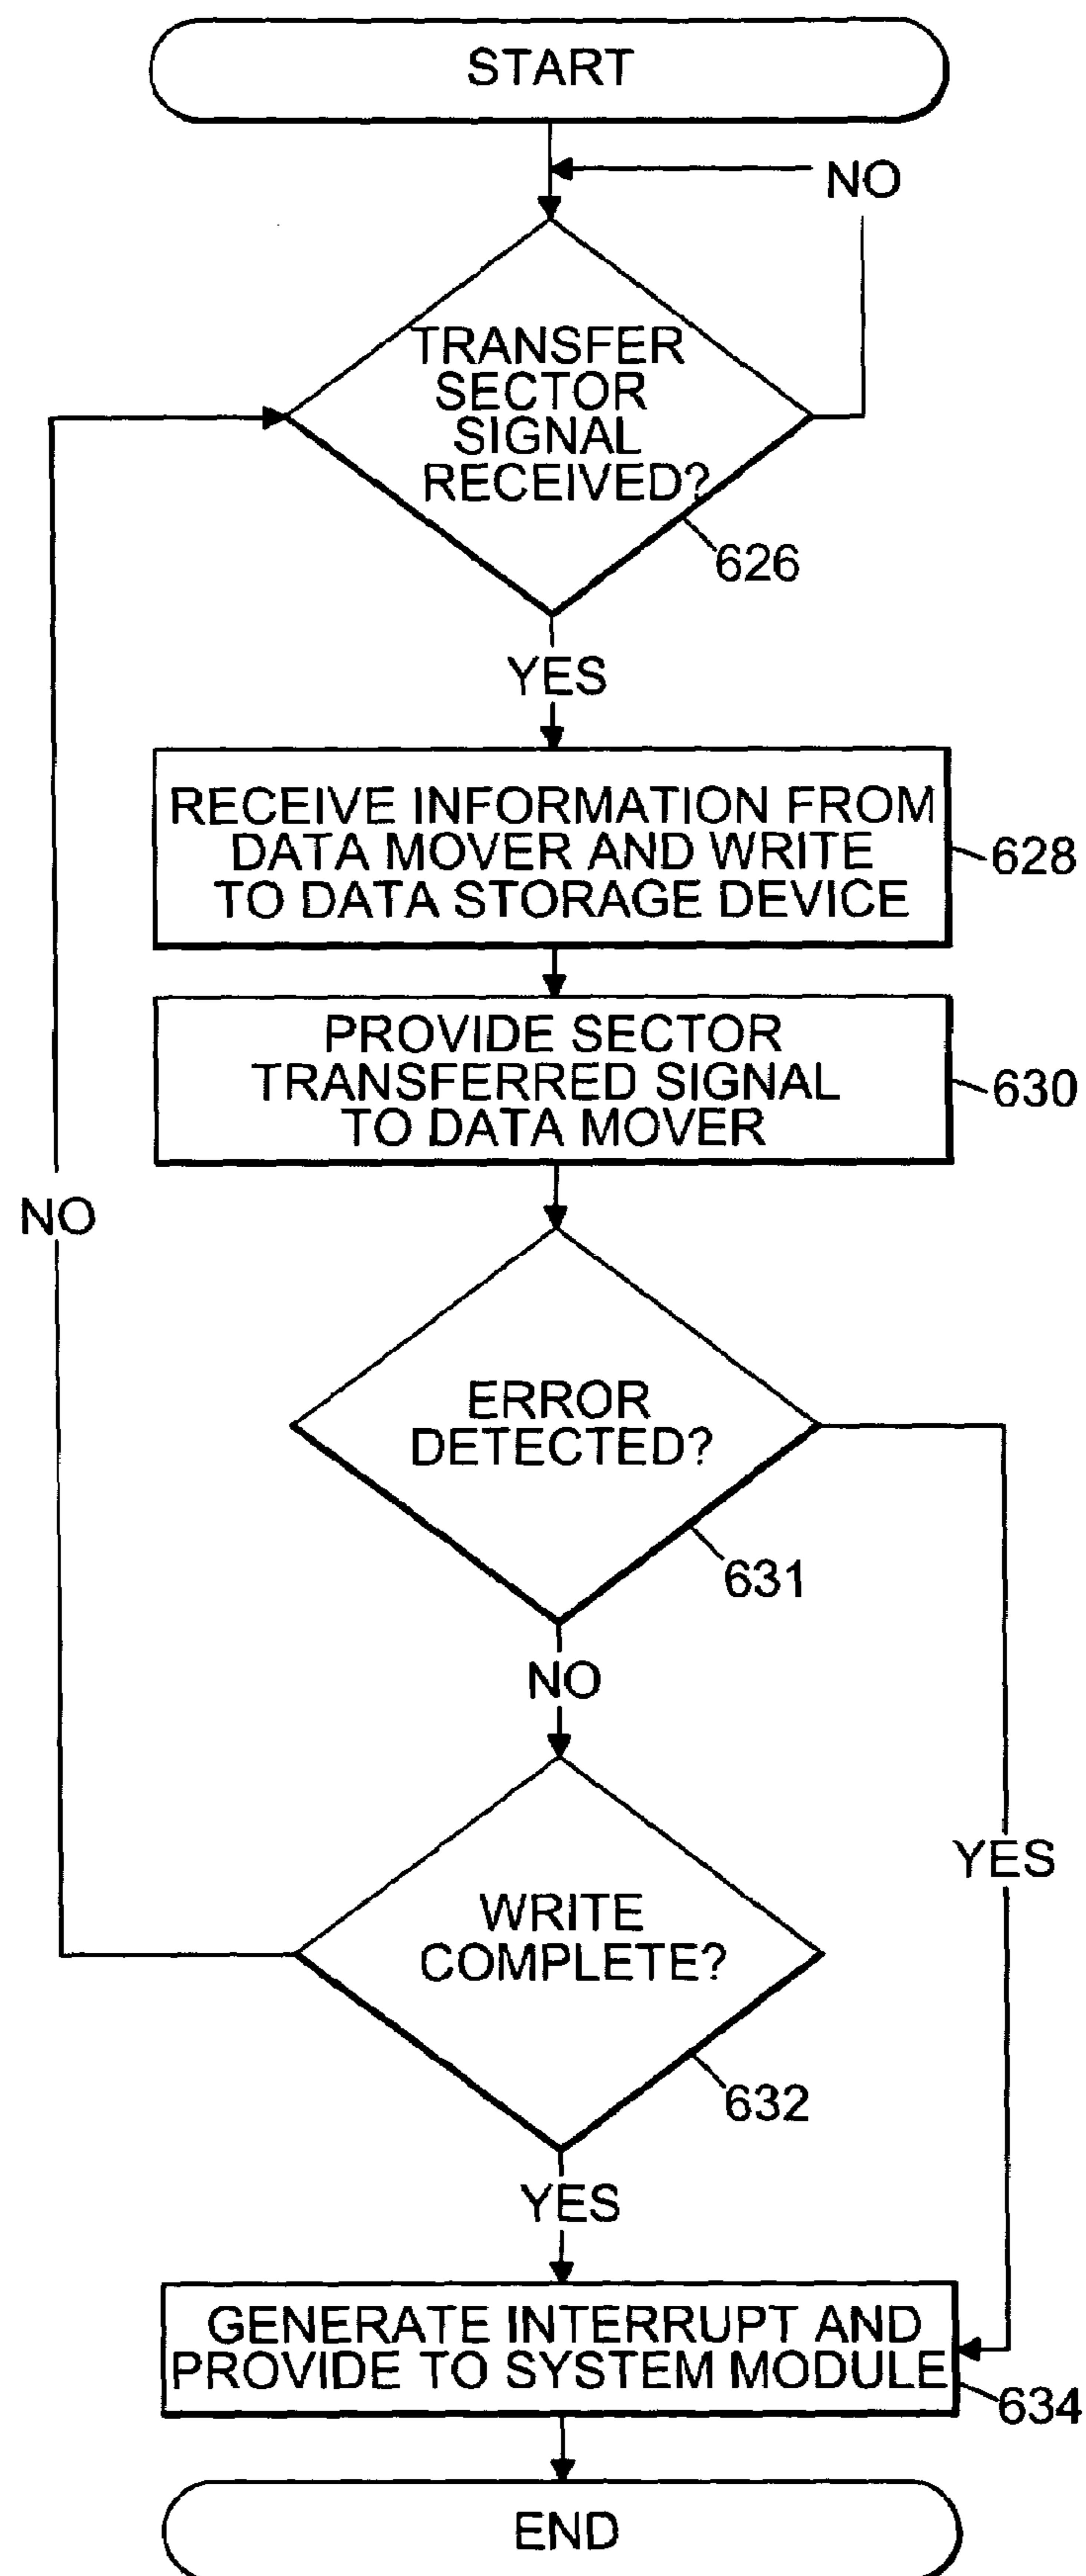 START
NO
TRANSFER
SECTOR
SIGNAL
RECEIVED?
626
YES
RECEIVE INFORMATION FROM
DATA MOVER AND WRITE
TO DATA STORAGE DEVICE
628
PROVIDE SECTOR
TRANSFERRED SIGNAL
TO DATA MOVER
630
NO
ERROR
DETECTED?
631
NO
YES
WRITE
COMPLETE?
632
YES
GENERATE INTERRUPT AND
PROVIDE TO SYSTEM MODULE
634
END